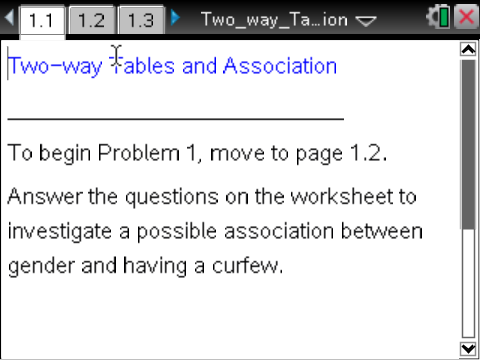 1.1 1.2 1.3 Two_way_Ta…ion
Two-way Tables and Association
To begin Problem 1, move to page 1.2.
Answer the questions on the worksheet to
investigate a possible association between
gender and having a curfew.